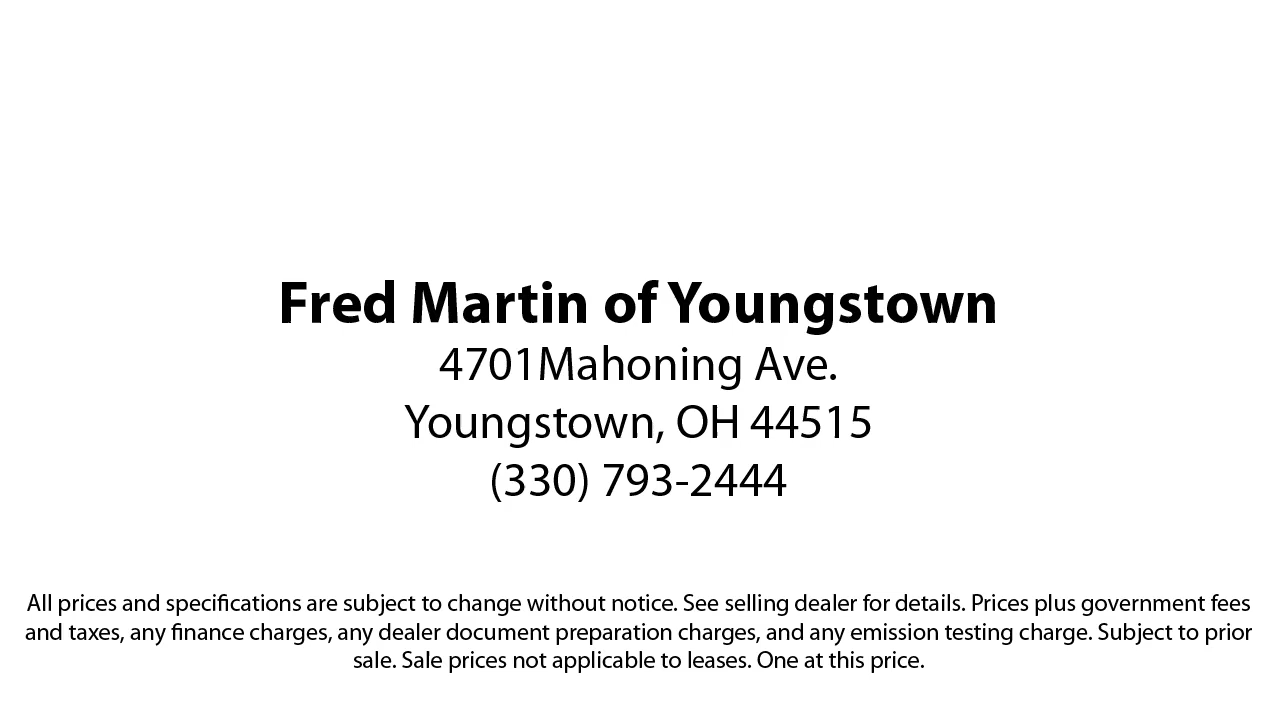 Fred Martin of Youngstown
4701Mahoning Ave.
Youngstown, OH 44515
(330) 793-2444
All prices and specifications are subject to change without notice. See selling dealer for details. Prices plus government fees
and taxes, any finance charges, any dealer document preparation charges, and any emission testing charge. Subject to prior
sale. Sale prices not applicable to leases. One at this price.